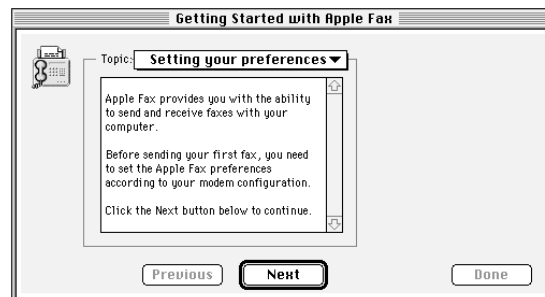 Getting Started with Apple Fax
Topic: Setting your preferences
Apple Fax provides you with the ability
to send and receive faxes with your
computer.
Before sending your first fax, you need
to set the Apple Fax preferences
according to your modem configuration.
Click the Next button below to continue.
Previous Next Done